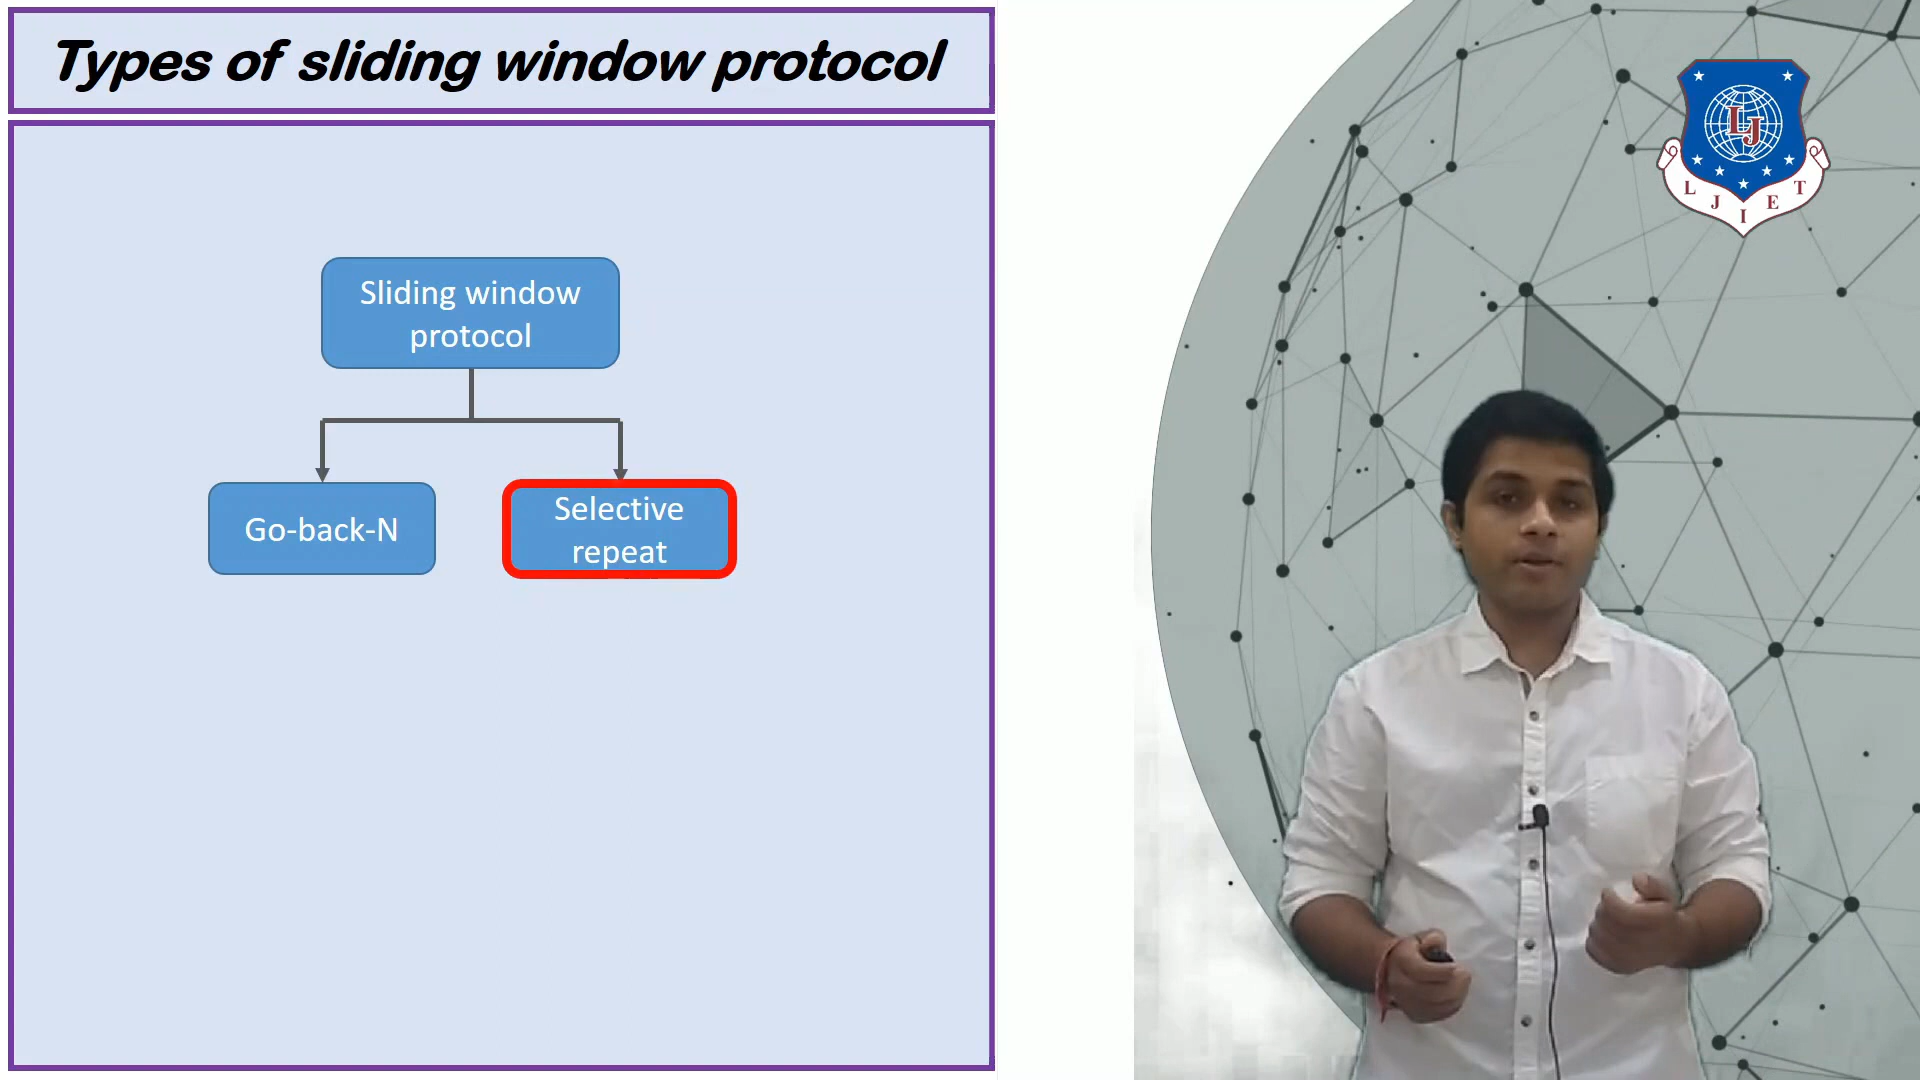 Types of sliding window protocol
Sliding window
protocol
Go-back-N
Selective
repeat
LJ
L J I E T